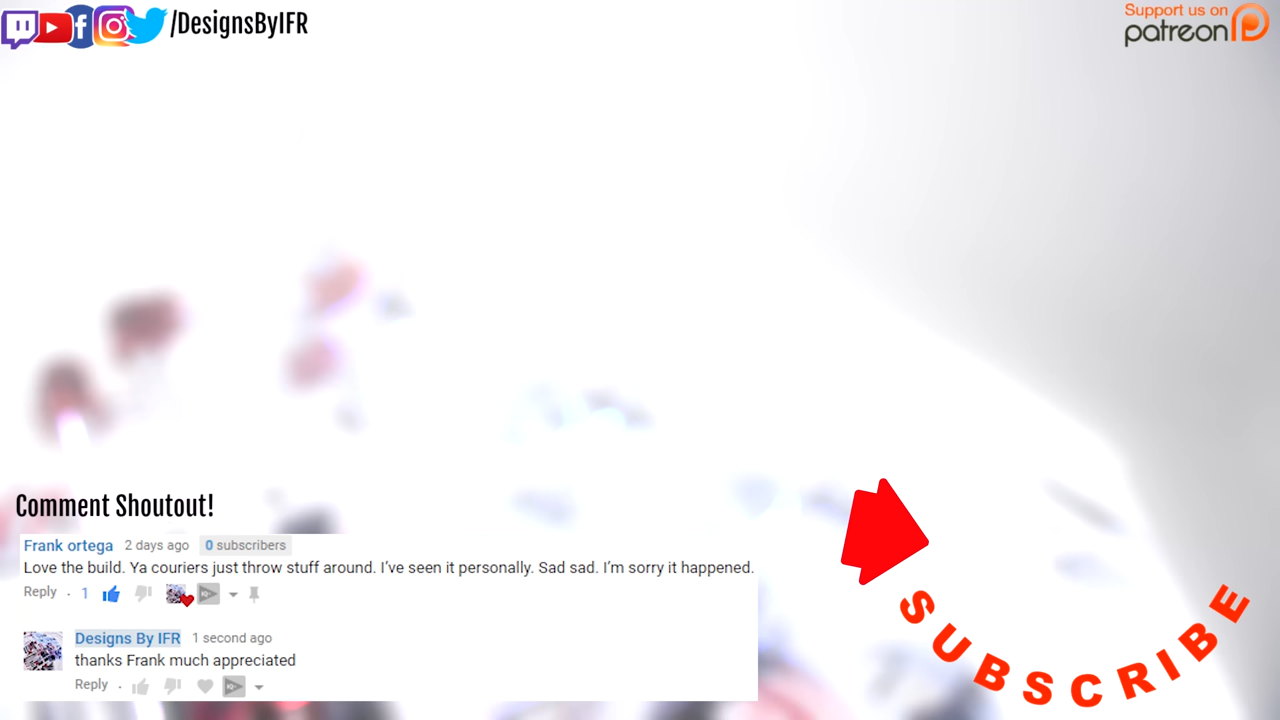 /DesignsByIFR
Support us on
patreon
Comment Shoutout!
Frank ortega 2 days ago 0 subscribers
Love the build. Ya couriers just throw stuff around. I've seen it personally. Sad sad. I'm sorry it happened.
Reply · 1
Designs By IFR 1 second ago
thanks Frank much appreciated
Reply ·
SUBSCRIBE